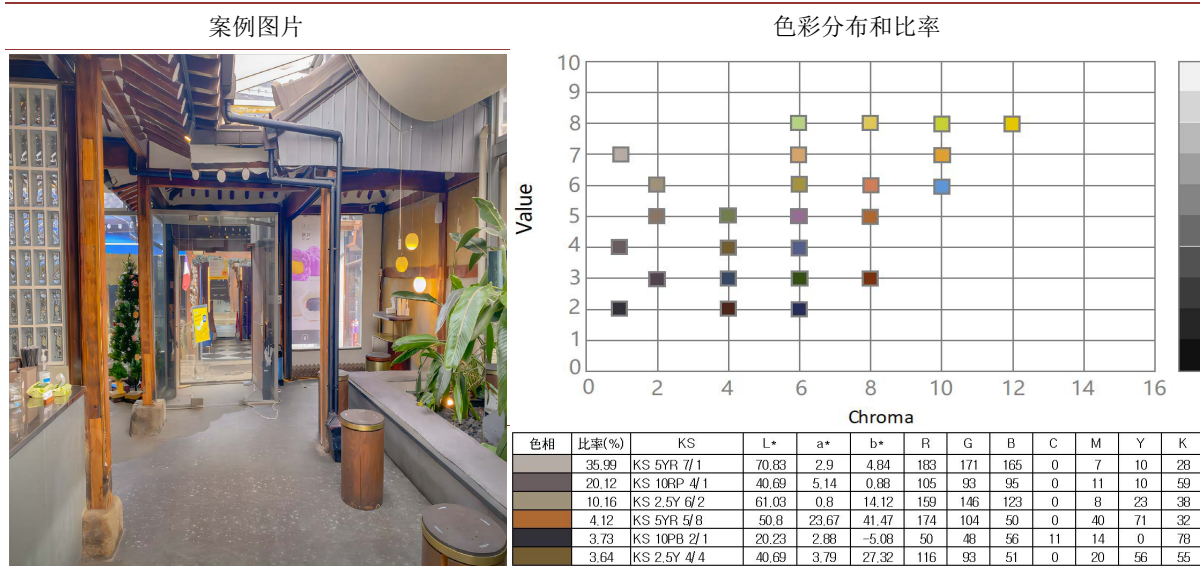 案例图片
色彩分布和比率
10
9
8
7
6
5
4
3
2
1
0
Value
0 2 4 6 8 10 12 14 16
Chroma
色相 比率(%) KS L* a* b* R G B C M Y K
35.99 KS 5YR 7/1 70.83 2.9 4.84 183 171 165 0 7 10 28
20.12 KS 10RP 4/1 40.69 5.14 0.88 105 93 95 0 11 10 59
10.16 KS 2.5Y 6/2 61.03 0.8 14.12 159 146 123 0 8 23 38
4.12 KS 5YR 5/8 50.8 23.67 41.47 174 104 50 0 40 71 32
3.73 KS 10PB 2/1 20.23 2.88 -5.08 50 48 56 11 14 0 78
3.64 KS 2.5Y 4/4 40.69 3.79 27.32 116 93 51 0 20 56 55